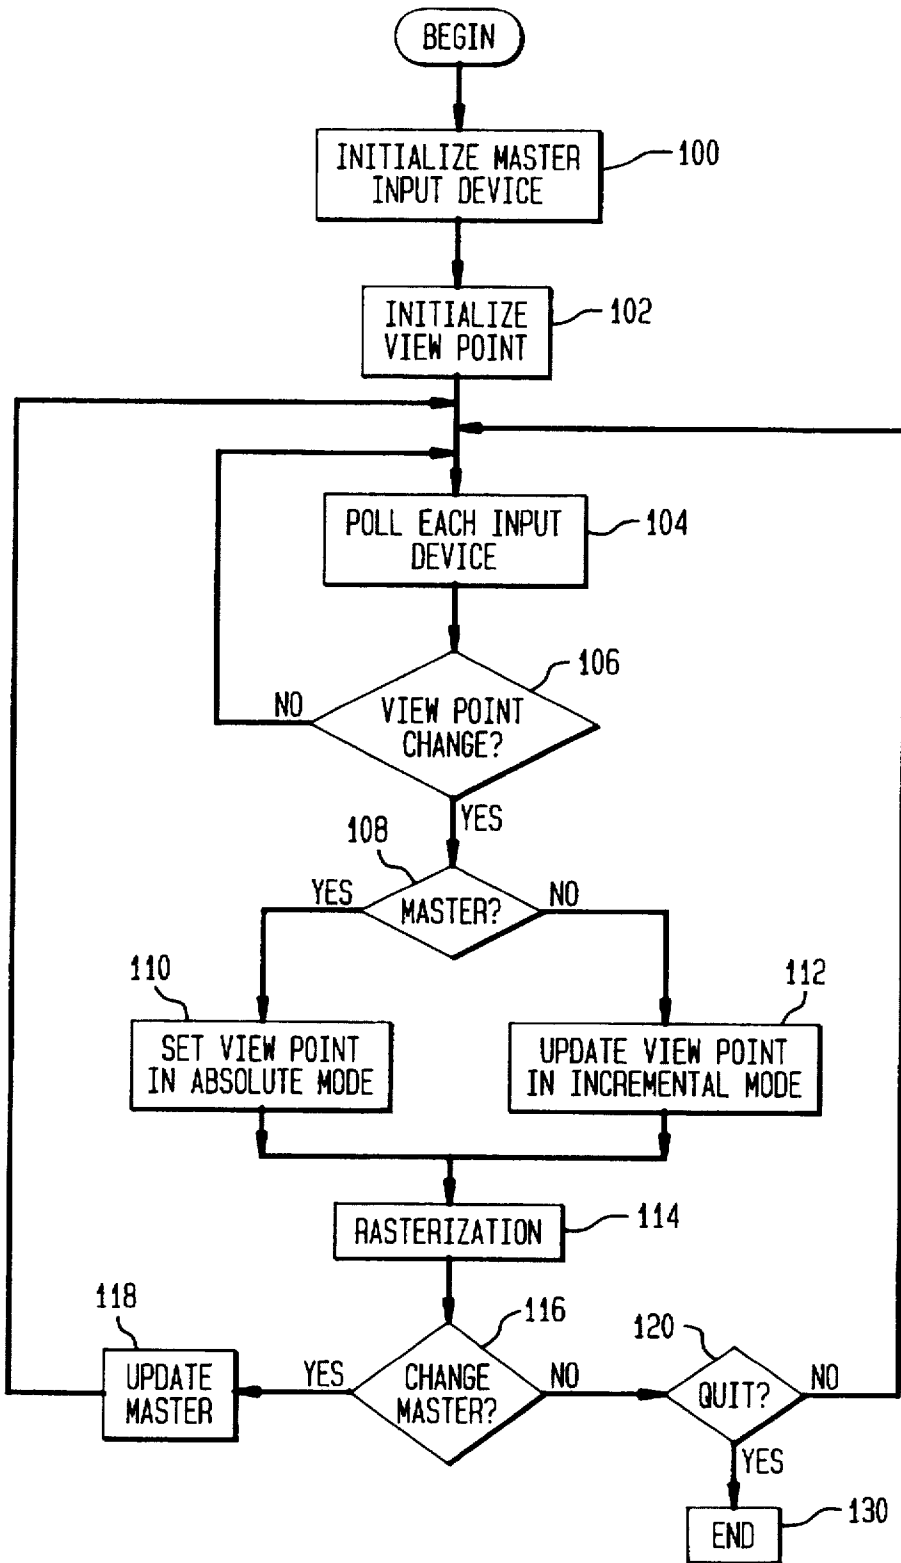 BEGIN
INITIALIZE MASTER
INPUT DEVICE
100
INITIALIZE
VIEW POINT
102
POLL EACH INPUT
DEVICE
104
106
VIEW POINT
CHANGE?
NO
YES
108
MASTER?
YES
NO
110
SET VIEW POINT
IN ABSOLUTE MODE
112
UPDATE VIEW POINT
IN INCREMENTAL MODE
RASTERIZATION
114
116
CHANGE
MASTER?
YES
NO
118
UPDATE
MASTER
120
QUIT?
NO
YES
END
130